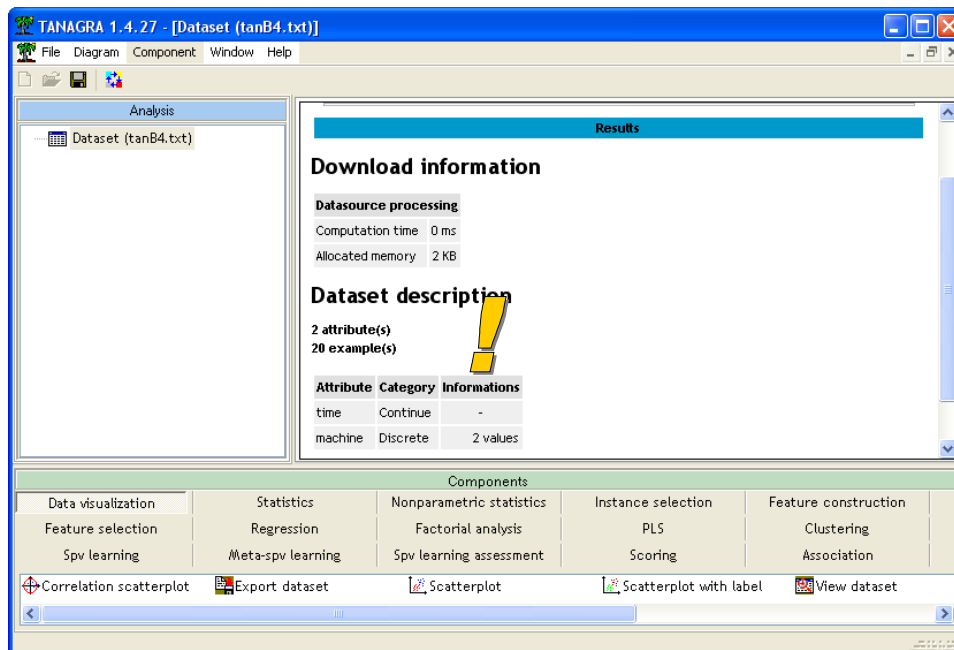 TANAGRA 1.4.27 - [Dataset (tanB4.txt)]
File Diagram Component Window Help
Analysis
Dataset (tanB4.txt)
Results
Download information
Datasource processing
Computation time 0 ms
Allocated memory 2 KB
Dataset description
2 attribute(s)
20 example(s)
!
Attribute Category Informations
time Continue -
machine Discrete 2 values
Components
Data visualization Statistics Nonparametric statistics Instance selection Feature construction
Feature selection Regression Factorial analysis PLS Clustering
Spv learning Meta-spv learning Spv learning assessment Scoring Association
Correlation scatterplot Export dataset Scatterplot Scatterplot with label View dataset